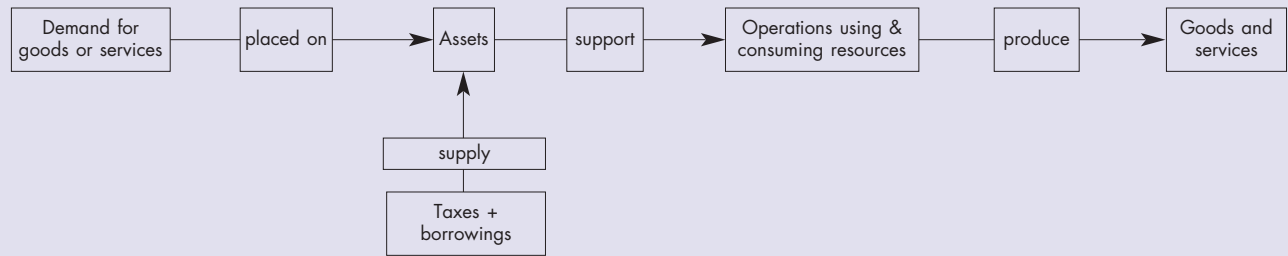 Demand for
goods or services
placed on
Assets
support
Operations using &
consuming resources
produce
Goods and
services
supply
Taxes +
borrowings